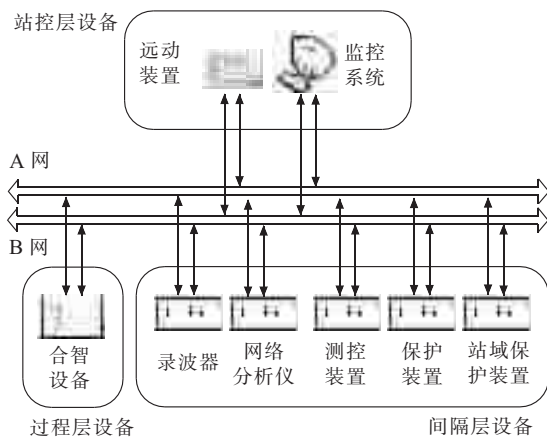 站控层设备
远动
装置
监控
系统
A 网
B 网
合智
设备
录波器
网络
分析仪
测控
装置
保护
装置
站域保
护装置
过程层设备
间隔层设备